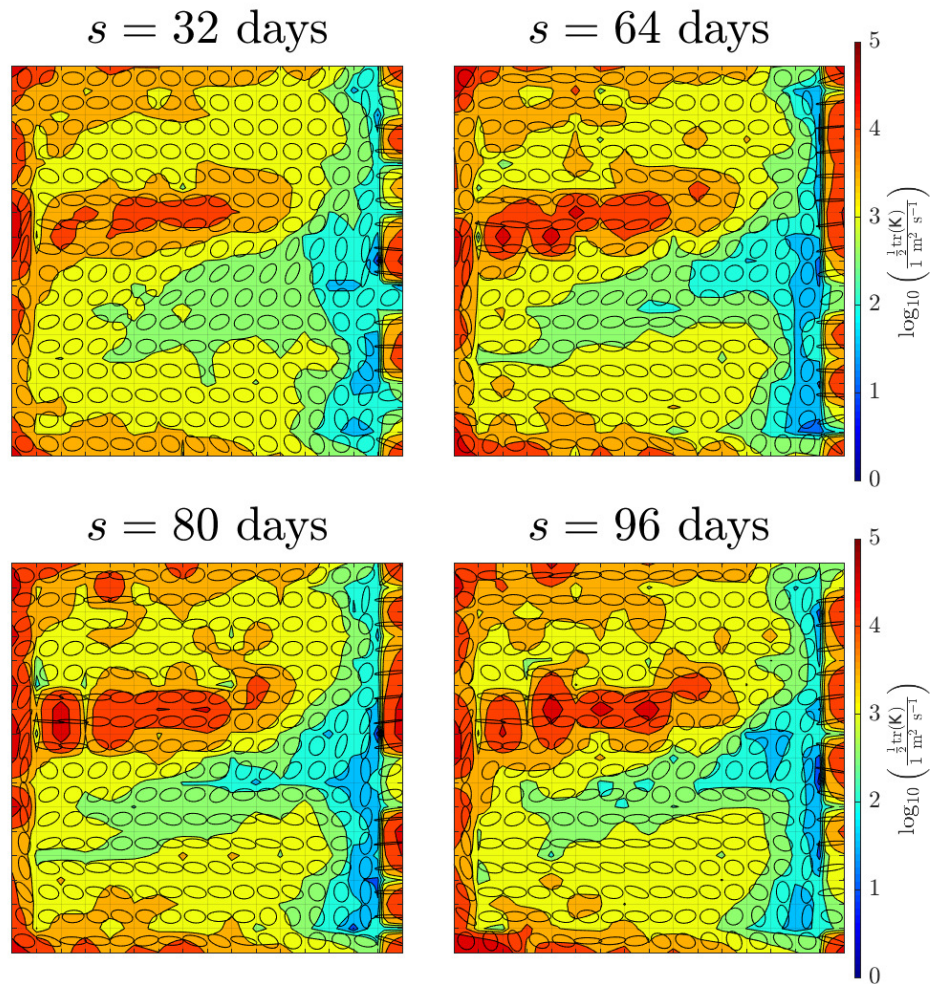 s = 32 days
s = 64 days
5
4
3
2
1
0
log₁₀ (½tr(K) / 1 m² s⁻¹)
s = 80 days
s = 96 days
5
4
3
2
1
0
log₁₀ (½tr(K) / 1 m² s⁻¹)